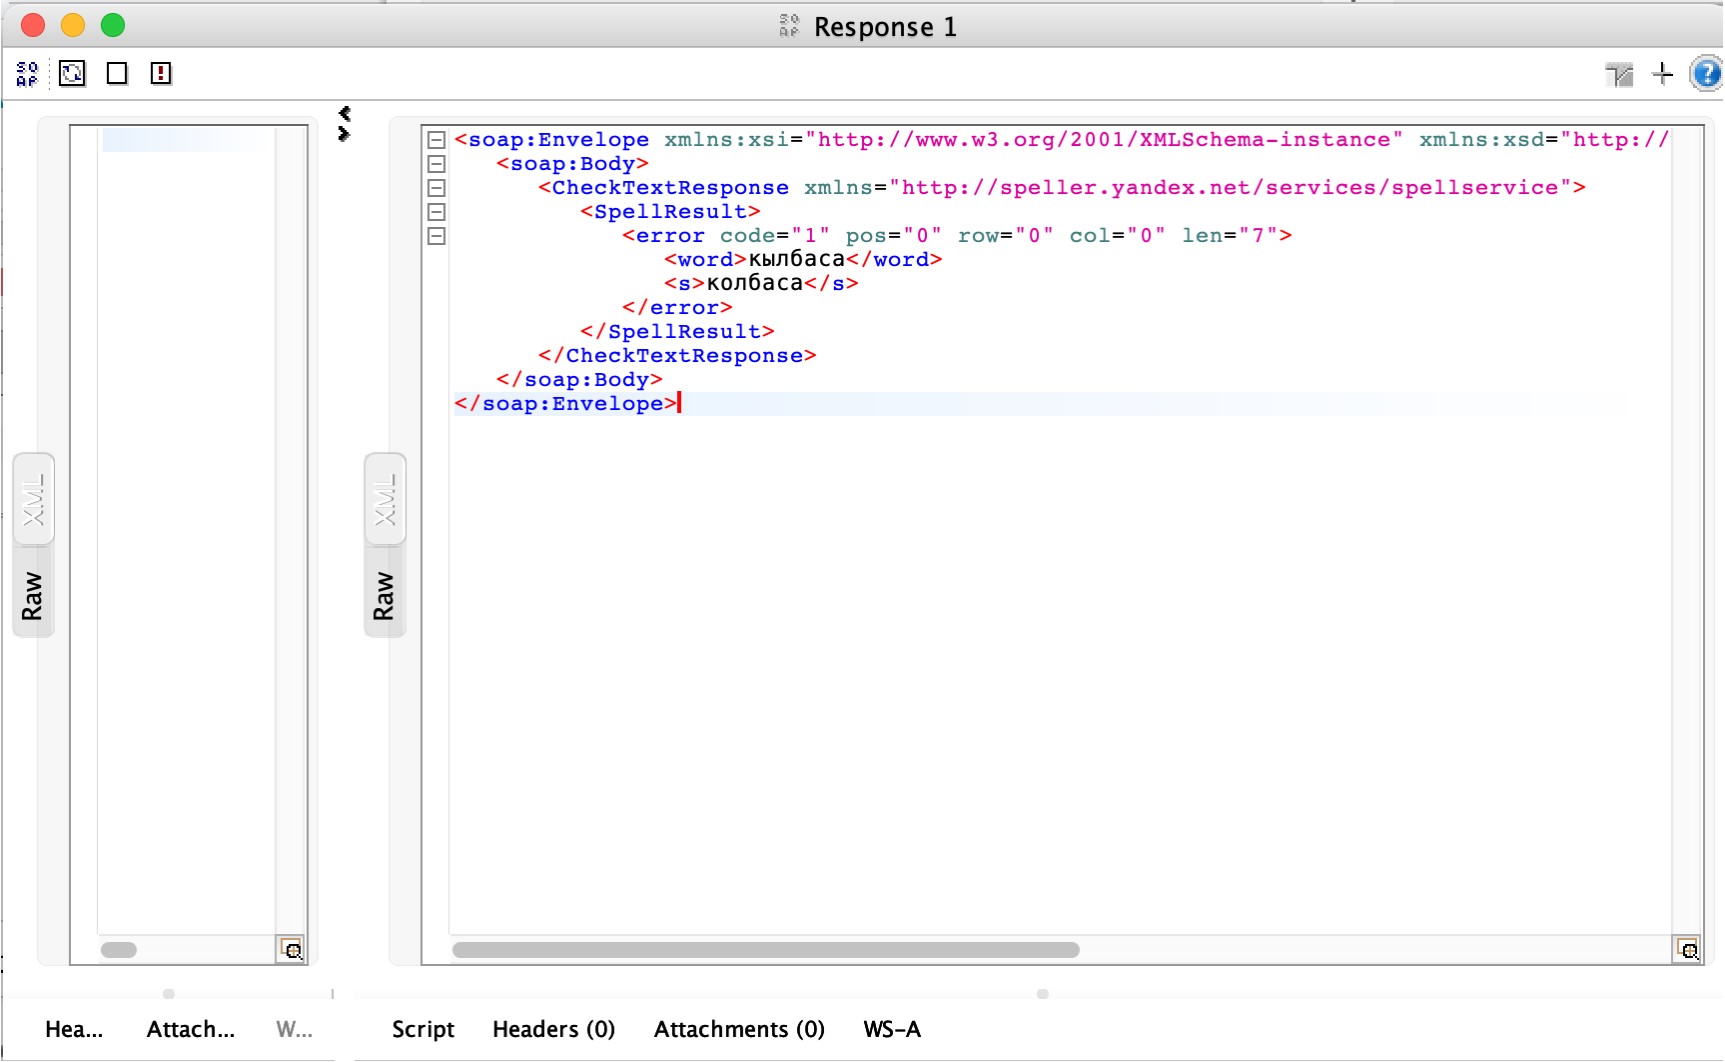 Response 1
<soap:Envelope xmlns:xsi="http://www.w3.org/2001/XMLSchema-instance" xmlns:xsd="http://
<soap:Body>
<CheckTextResponse xmlns="http://speller.yandex.net/services/spellservice">
<SpellResult>
<error code="1" pos="0" row="0" col="0" len="7">
<word>кылбаса</word>
<s>колбаса</s>
</error>
</SpellResult>
</CheckTextResponse>
</soap:Body>
</soap:Envelope>
XML
Raw
XML
Raw
Hea... Attach... W...
Script Headers (0) Attachments (0) WS-A